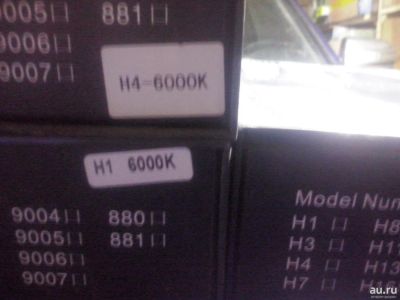 9005□ 881□
9006□
9007□
H4=6000K
H1 6000K
9004□ 880□
9005□ 881□
9006□
9007□
Model Num
H1 □ H8
H3 □ H11
H4 □ H13
H7 □
au.ru